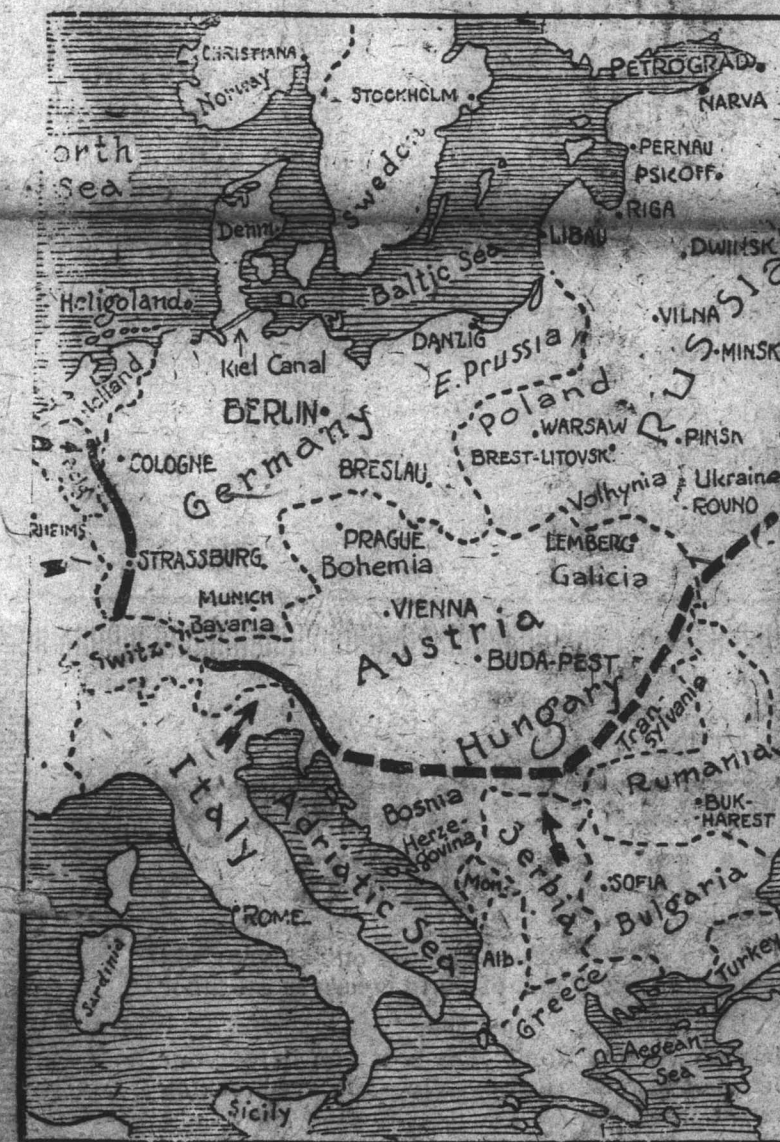 CHRISTIANA
Norway
STOCKHOLM
Sweden
PETROGRAD
NARVA
orth
Sea
PERNAU
PSKOFF
RIGA
Denm.
LIBAU
DWINSK
Baltic Sea
Heligoland
VILNA
RUSSIA
MINSK
Kiel Canal
DANZIG
E. Prussia
BERLIN
Poland
WARSAW
PINSK
COLOGNE
Germany
BRESLAU
BREST-LITOVSK
Volhynia
Ukraine
ROUNO
RHEIMS
PRAGUE
Bohemia
LEMBERG
Galicia
STRASSBURG
MUNICH
Bavaria
VIENNA
Austria
BUDA-PEST
Switz.
Hungary
Tran-
sylvania
Rumania
BUK-
HAREST
Italy
Bosnia
Herze-
govina
Serbia
Adriatic Sea
Mon.
SOFIA
Bulgaria
ROME
Alb.
Turkey
Sardinia
Greece
Aegean
Sea
Sicily